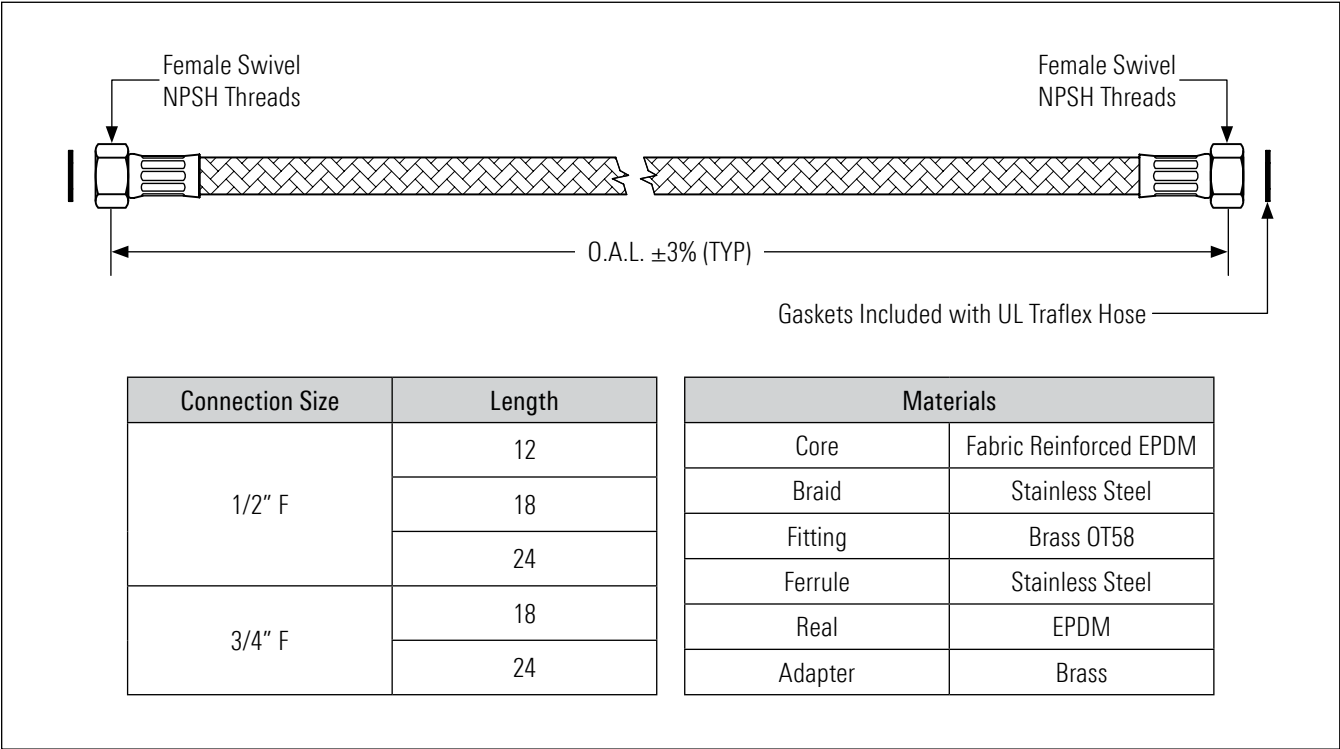 Female Swivel
NPSH Threads
Female Swivel
NPSH Threads
O.A.L. ±3% (TYP)
Gaskets Included with UL Traflex Hose
Connection Size Length
1/2” F
12
18
24
3/4” F
18
24
Materials
Core Fabric Reinforced EPDM
Braid Stainless Steel
Fitting Brass OT58
Ferrule Stainless Steel
Real EPDM
Adapter Brass